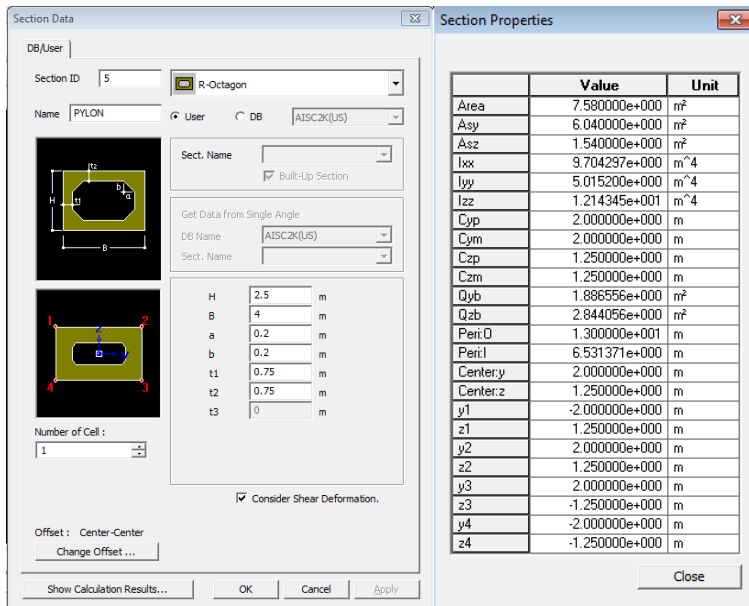 Section Data
DB/User
Section ID 5 R-Octagon
Name PYLON User DB AISC2K(US)
Sect. Name
Built-Up Section
Get Data from Single Angle
DB Name AISC2K(US)
Sect. Name
t2
b
a
H
t1
B
1 2
z
y
4 3
H 2.5 m
B 4 m
a 0.2 m
b 0.2 m
t1 0.75 m
t2 0.75 m
t3 0 m
Number of Cell :
1
Consider Shear Deformation.
Offset : Center-Center
Change Offset ...
Show Calculation Results... OK Cancel Apply
Section Properties
Value Unit
Area 7.580000e+000 m²
Asy 6.040000e+000 m²
Asz 1.540000e+000 m²
Ixx 9.704297e+000 m^4
Iyy 5.015200e+000 m^4
Izz 1.214345e+001 m^4
Cyp 2.000000e+000 m
Cym 2.000000e+000 m
Czp 1.250000e+000 m
Czm 1.250000e+000 m
Qyb 1.886556e+000 m²
Qzb 2.844056e+000 m²
Peri:O 1.300000e+001 m
Peri:I 6.531371e+000 m
Center:y 2.000000e+000 m
Center:z 1.250000e+000 m
y1 -2.000000e+000 m
z1 1.250000e+000 m
y2 2.000000e+000 m
z2 1.250000e+000 m
y3 2.000000e+000 m
z3 -1.250000e+000 m
y4 -2.000000e+000 m
z4 -1.250000e+000 m
Close